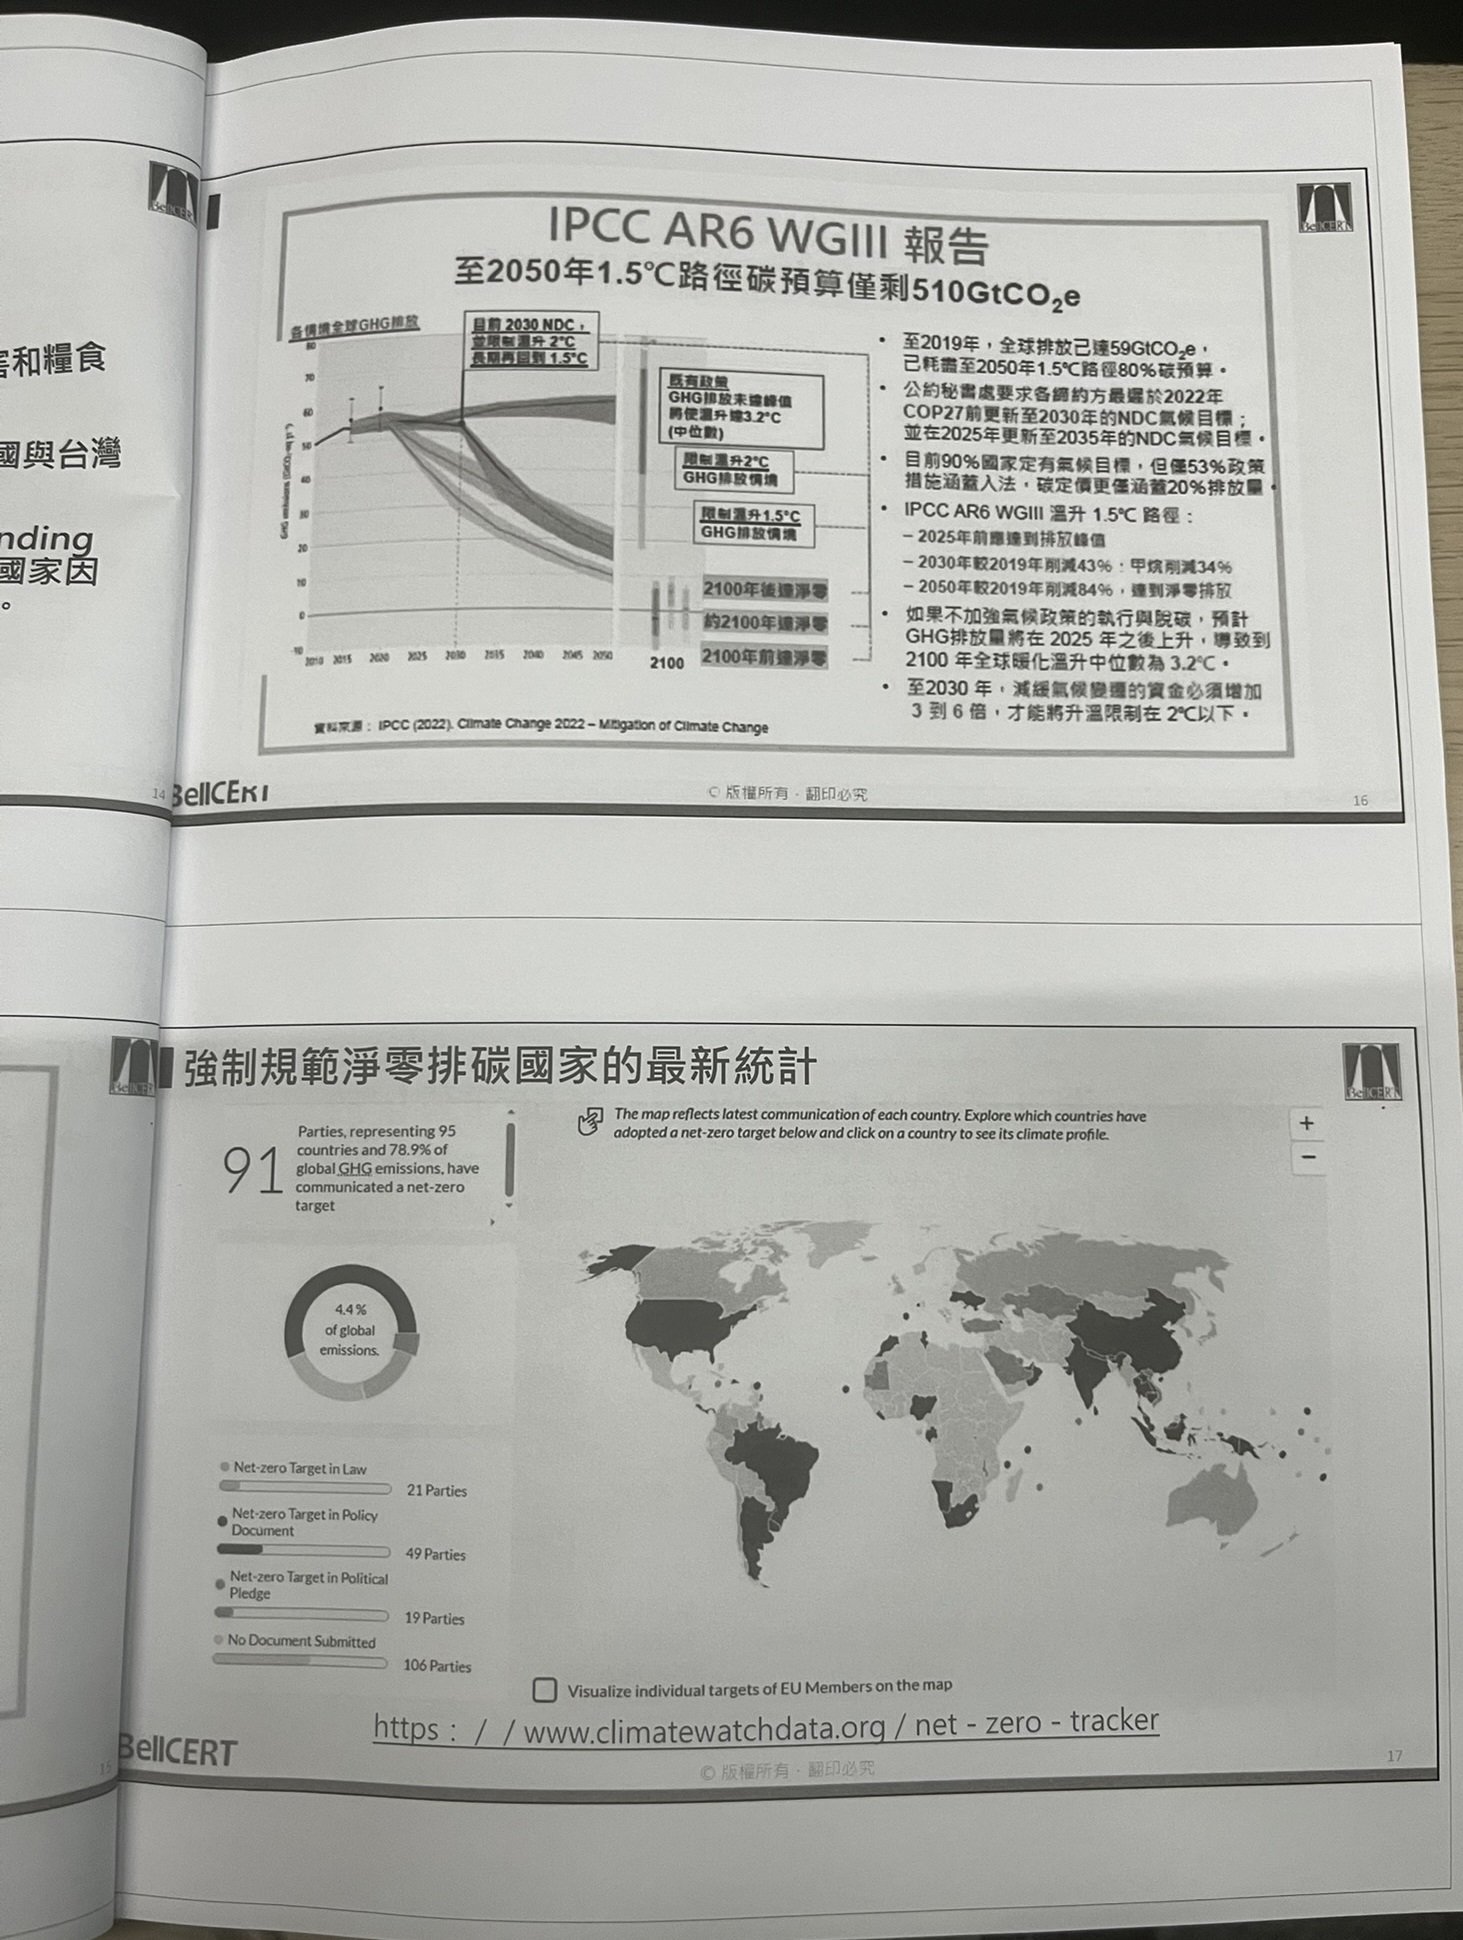 害和糧食
國與台灣
nding
國家因
。
14
BellCERT
IPCC AR6 WGIII 報告
至2050年1.5℃路徑碳預算僅剩510GtCO₂e
各情境全球GHG排放
目前 2030 NDC，
並限制溫升 2℃
長期再回到 1.5℃
既有政策
GHG排放未達峰值
將使溫升達3.2℃
(中位數)
限制溫升2℃
GHG排放情境
限制溫升1.5℃
GHG排放情境
2100年後達淨零
約2100年達淨零
2100年前達淨零
80
70
60
50
40
30
20
10
0
-10
2010 2015 2020 2025 2030 2035 2040 2045 2050
2100
• 至2019年，全球排放已達59GtCO₂e，
已耗盡至2050年1.5℃路徑80%碳預算。
• 公約秘書處要求各締約方最遲於2022年
COP27前更新至2030年的NDC氣候目標；
並在2025年更新至2035年的NDC氣候目標。
• 目前90%國家定有氣候目標，但僅53%政策
措施涵蓋入法，碳定價更僅涵蓋20%排放量。
• IPCC AR6 WGIII 溫升 1.5℃ 路徑：
– 2025年前應達到排放峰值
– 2030年較2019年削減43%；甲烷削減34%
– 2050年較2019年削減84%，達到淨零排放
• 如果不加強氣候政策的執行與脫碳，預計
GHG排放量將在 2025 年之後上升，導致到
2100 年全球暖化溫升中位數為 3.2℃。
• 至2030 年，減緩氣候變遷的資金必須增加
3 到 6 倍，才能將升溫限制在 2℃以下。
資料來源：IPCC (2022). Climate Change 2022 – Mitigation of Climate Change
BellCERT
© 版權所有．翻印必究
16
BellCERT
強制規範淨零排碳國家的最新統計
BellCERT
91
Parties, representing 95
countries and 78.9% of
global GHG emissions, have
communicated a net-zero
target
The map reflects latest communication of each country. Explore which countries have
adopted a net-zero target below and click on a country to see its climate profile.
+
−
4.4 %
of global
emissions.
Net-zero Target in Law
21 Parties
Net-zero Target in Policy
Document
49 Parties
Net-zero Target in Political
Pledge
19 Parties
No Document Submitted
106 Parties
Visualize individual targets of EU Members on the map
https : / / www.climatewatchdata.org / net - zero - tracker
15
BellCERT
© 版權所有．翻印必究
17